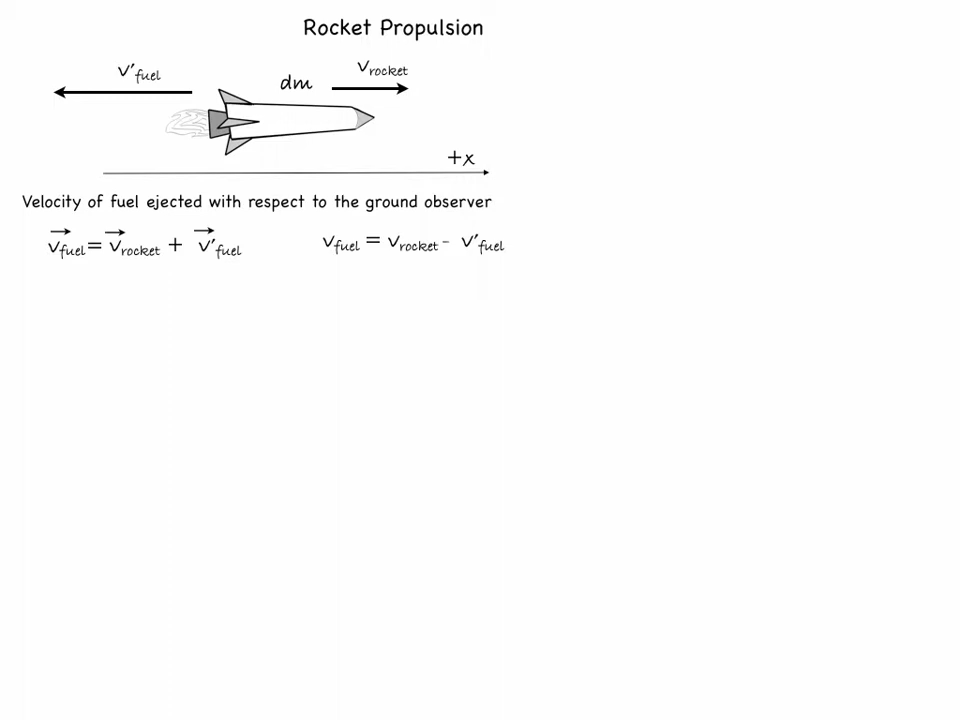 Rocket Propulsion
v′fuel
dm
vrocket
+x
Velocity of fuel ejected with respect to the ground observer
vfuel = vrocket + v′fuel
vfuel = vrocket - v′fuel